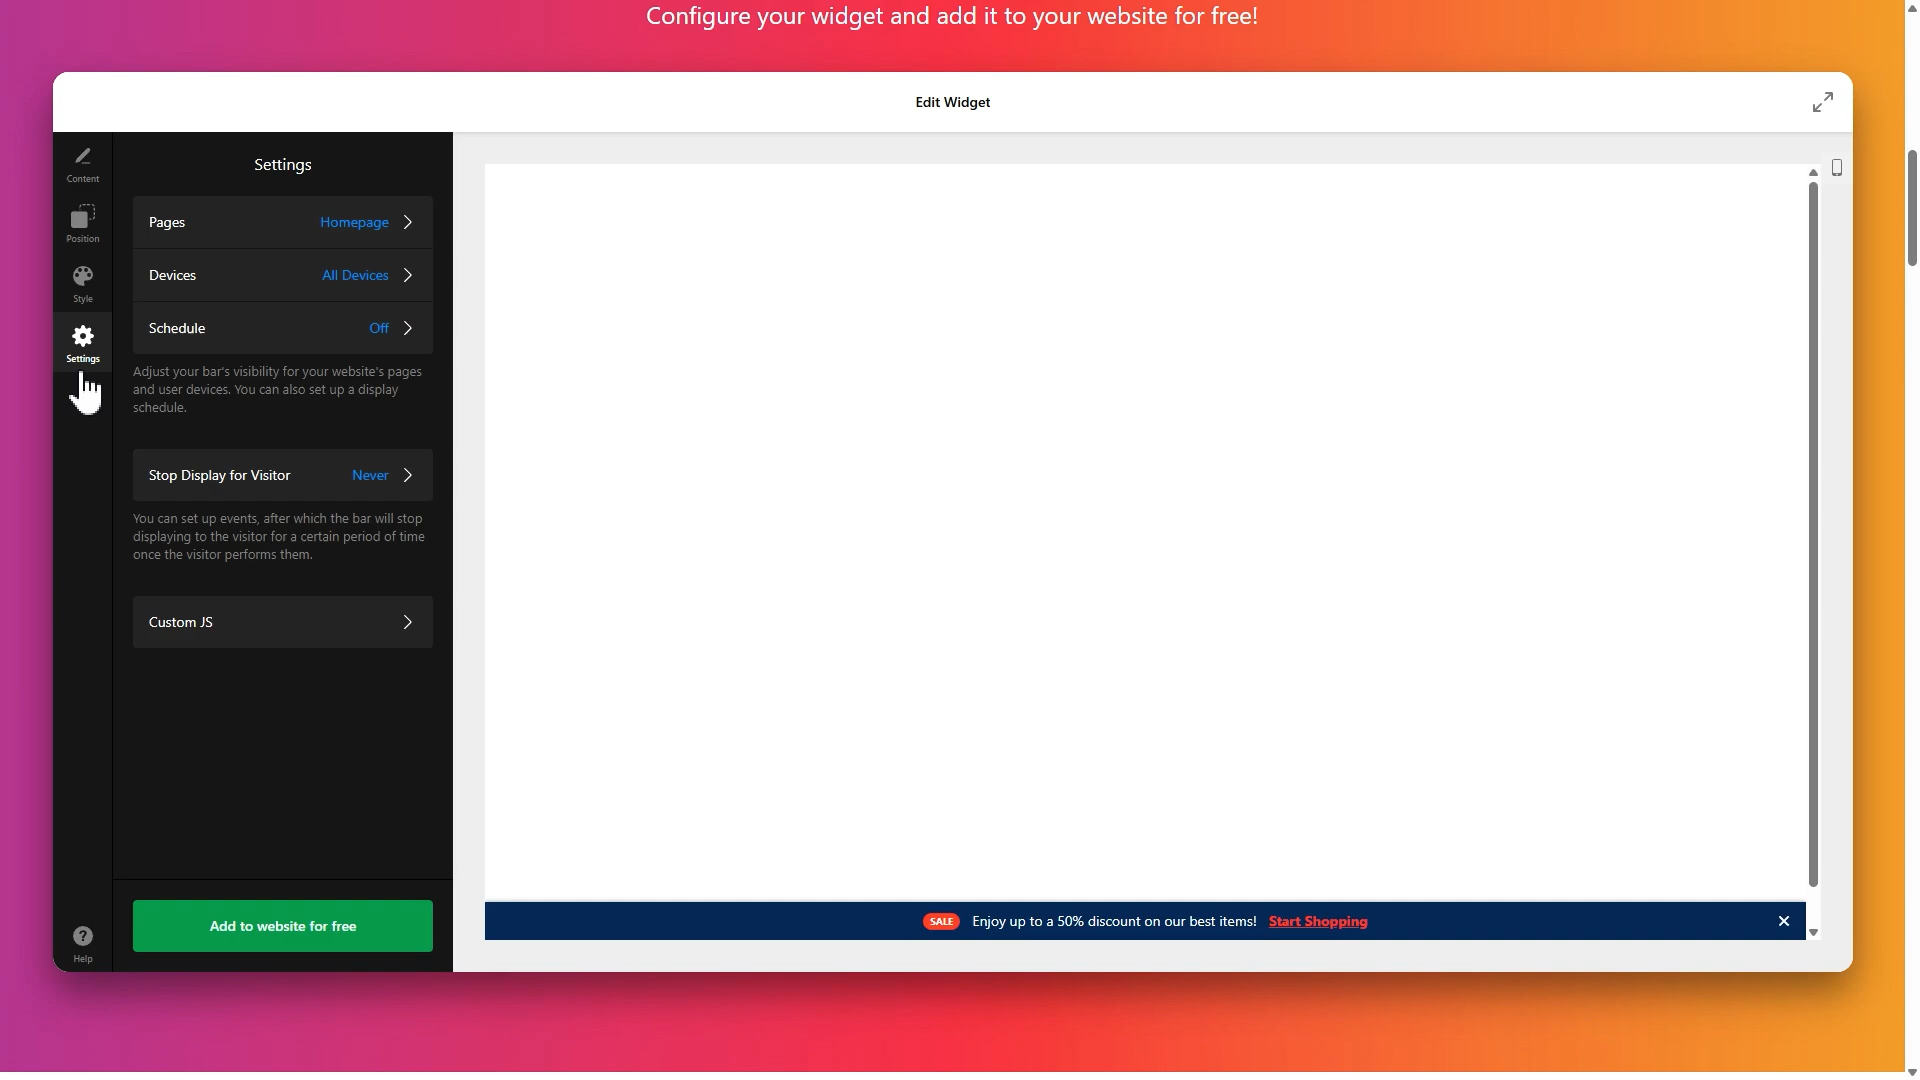 Configure your widget and add it to your website for free!
Edit Widget
Content
Position
Style
Settings
Help
Settings
Pages Homepage
Devices All Devices
Schedule Off
Adjust your bar's visibility for your website's pages
and user devices. You can also set up a display
schedule.
Stop Display for Visitor Never
You can set up events, after which the bar will stop
displaying to the visitor for a certain period of time
once the visitor performs them.
Custom JS
Add to website for free
SALE Enjoy up to a 50% discount on our best items! Start Shopping